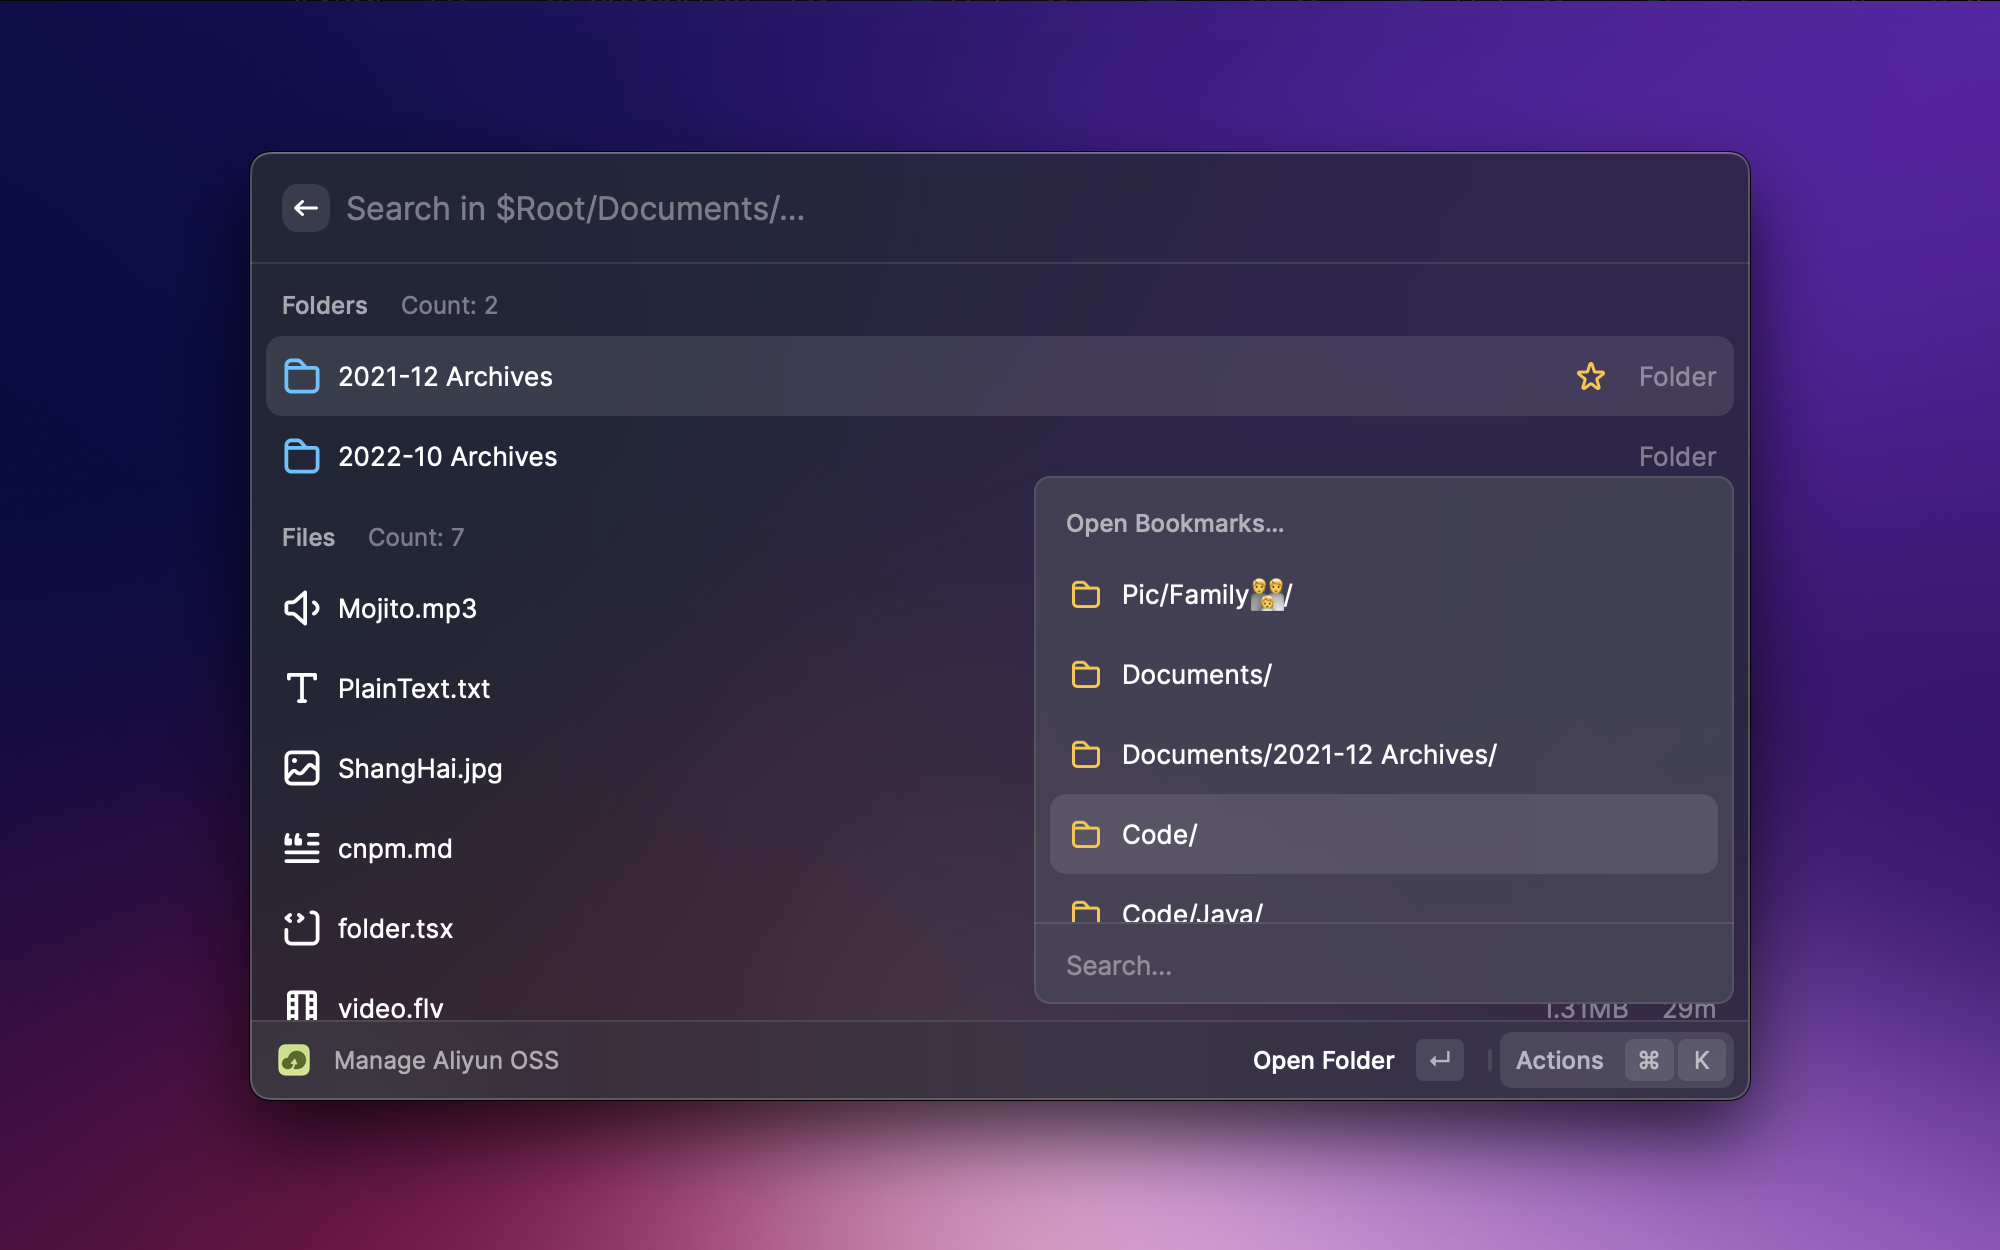 Search in $Root/Documents/...
Folders Count: 2
2021-12 Archives Folder
2022-10 Archives Folder
Files Count: 7
Mojito.mp3
PlainText.txt
ShangHai.jpg
cnpm.md
folder.tsx
video.flv 1.31MB 29m
Open Bookmarks...
Pic/Family👨‍👩‍👧/
Documents/
Documents/2021-12 Archives/
Code/
Code/Java/
Search...
Manage Aliyun OSS Open Folder Actions ⌘ K